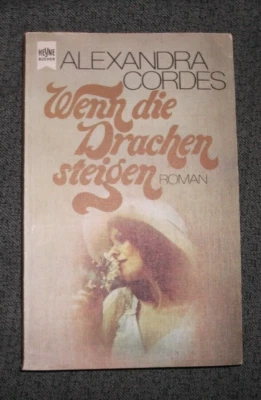 HEYNE
BÜCHER
ALEXANDRA
CORDES
Wenn die
Drachen
steigen
ROMAN